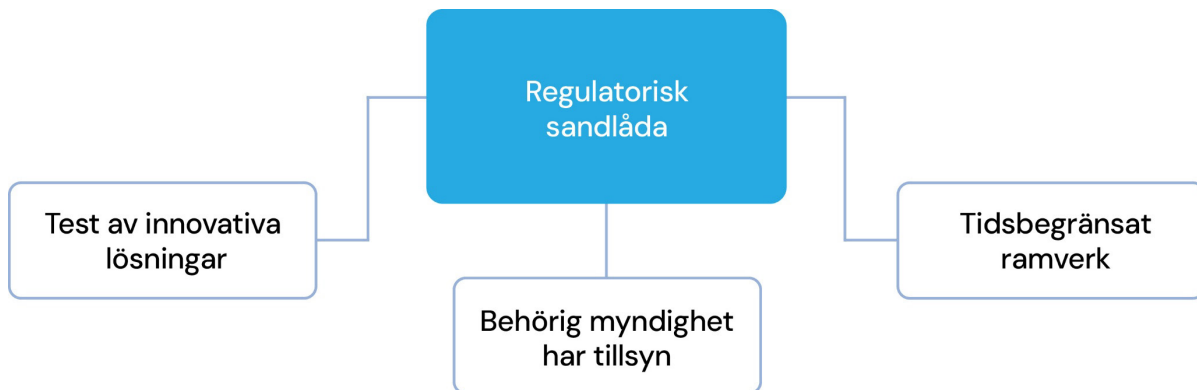 Regulatorisk
sandlåda
Test av innovativa
lösningar
Behörig myndighet
har tillsyn
Tidsbegränsat
ramverk